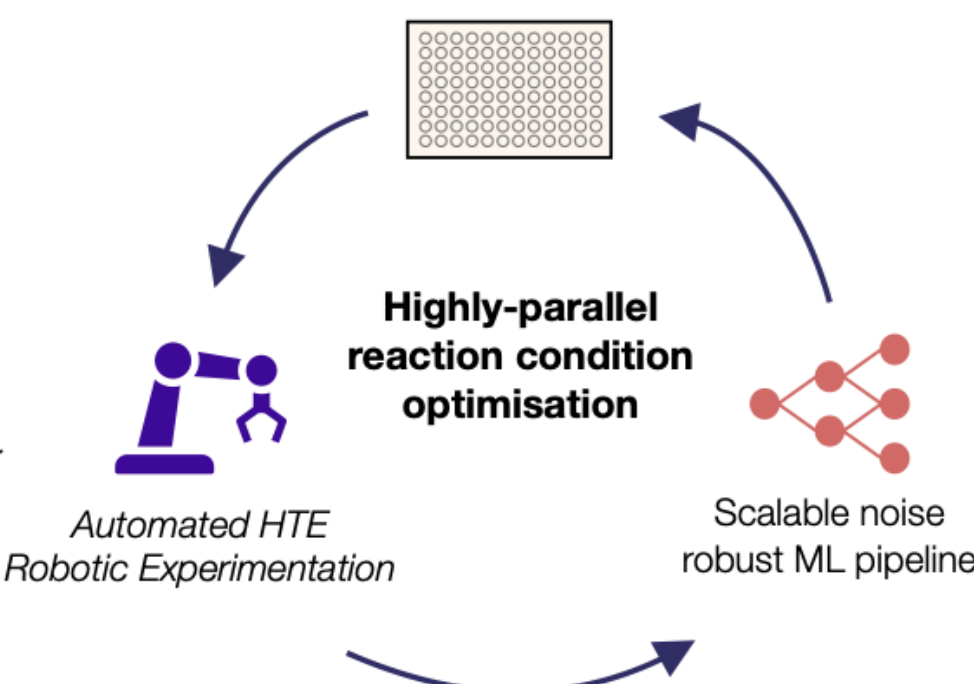 Highly-parallel
reaction condition
optimisation
Automated HTE
Robotic Experimentation
Scalable noise
robust ML pipeline